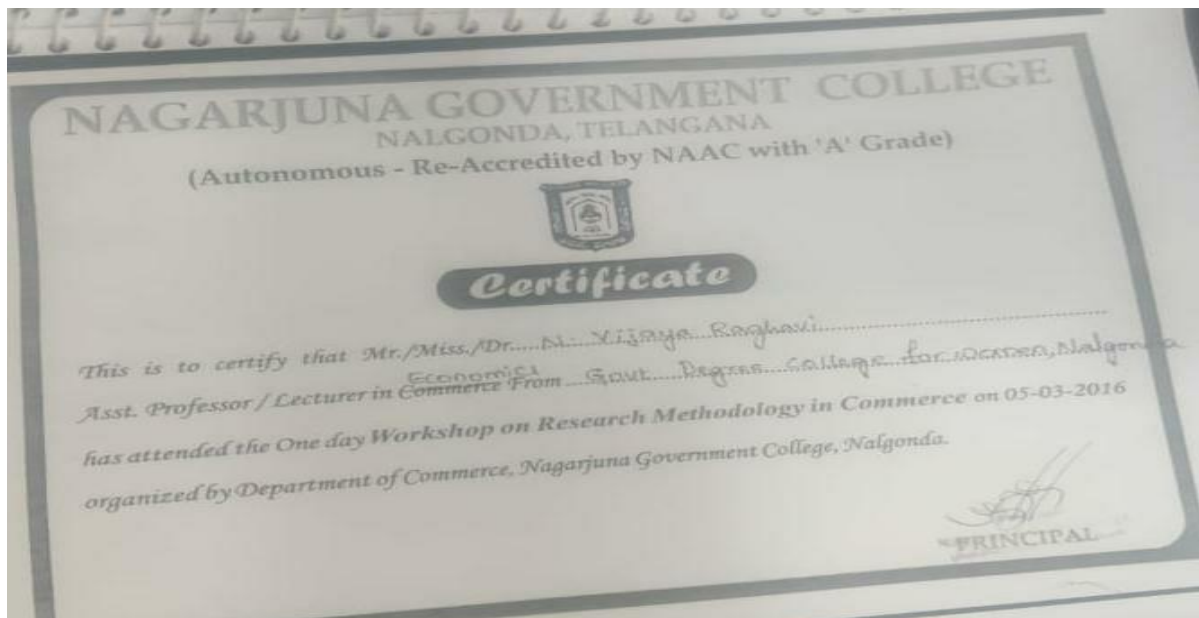 NAGARJUNA GOVERNMENT COLLEGE
NALGONDA, TELANGANA
(Autonomous - Re-Accredited by NAAC with 'A' Grade)
Certificate
This is to certify that Mr./Miss./Dr. N. Vijaya Raghavi
Economics
Asst. Professor / Lecturer in Commerce From Govt. Degree College for women, Nalgonda
has attended the One day Workshop on Research Methodology in Commerce on 05-03-2016
organized by Department of Commerce, Nagarjuna Government College, Nalgonda.
PRINCIPAL